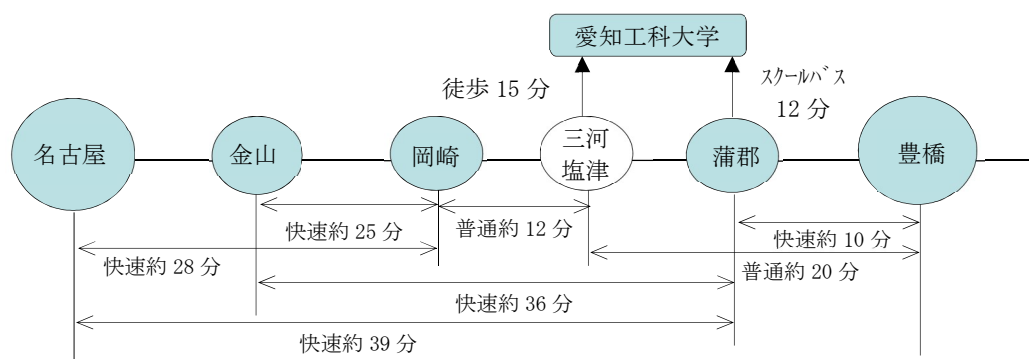 愛知工科大学
徒歩 15 分
スクールバス
12 分
名古屋
金山
岡崎
三河
塩津
蒲郡
豊橋
快速約 25 分
普通約 12 分
快速約 10 分
快速約 28 分
普通約 20 分
快速約 36 分
快速約 39 分